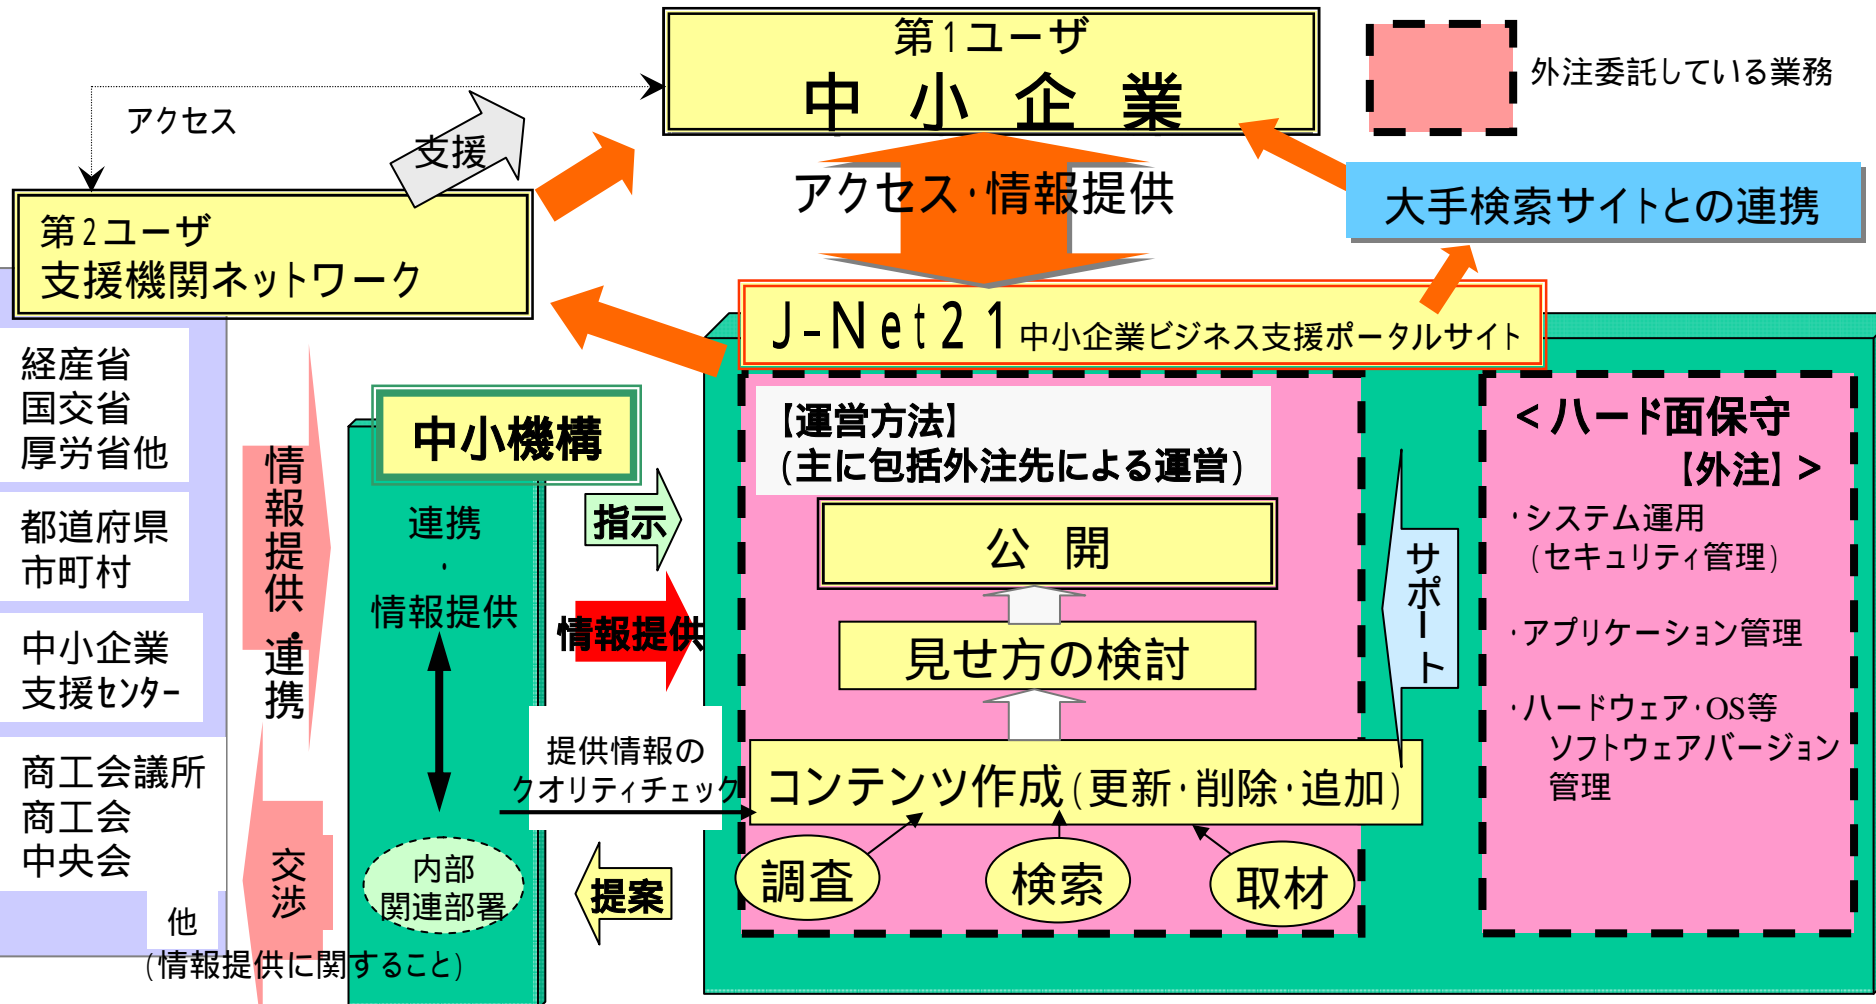 第1ユーザ
中小企業
外注委託している業務
アクセス
支援
アクセス・情報提供
大手検索サイトとの連携
第2ユーザ
支援機関ネットワーク
J-Net21 中小企業ビジネス支援ポータルサイト
経産省
国交省
厚労省他
都道府県
市町村
中小企業
支援センター
商工会議所
商工会
中央会
他
情報提供・連携
交渉
(情報提供に関すること)
中小機構
連携
・
情報提供
内部
関連部署
指示
情報提供
提供情報の
クオリティチェック
提案
【運営方法】
(主に包括外注先による運営)
公開
見せ方の検討
コンテンツ作成(更新・削除・追加)
調査
検索
取材
サポート
<ハード面保守
【外注】>
・システム運用
(セキュリティ管理)
・アプリケーション管理
・ハードウェア・OS等
ソフトウェアバージョン
管理